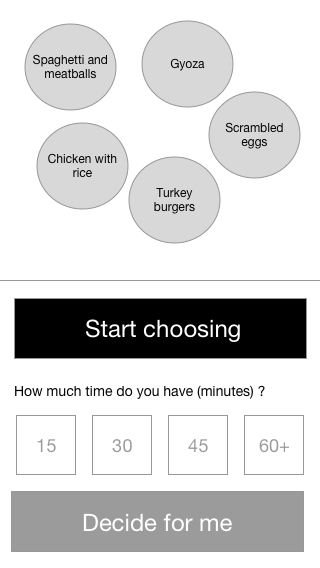 Spaghetti and
meatballs
Gyoza
Scrambled
eggs
Chicken with
rice
Turkey
burgers
Start choosing
How much time do you have (minutes) ?
15
30
45
60+
Decide for me